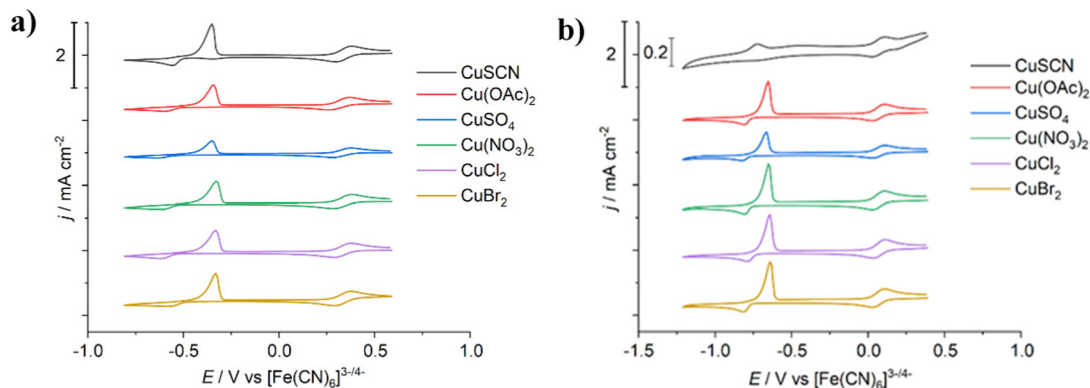 a)
j / mA cm-2
2
CuSCN
Cu(OAc)2
CuSO4
Cu(NO3)2
CuCl2
CuBr2
-1.0 -0.5 0.0 0.5 1.0
E / V vs [Fe(CN)6]3-/4-
b)
j / mA cm-2
2
0.2
CuSCN
Cu(OAc)2
CuSO4
Cu(NO3)2
CuCl2
CuBr2
-1.5 -1.0 -0.5 0.0 0.5 1.0
E / V vs [Fe(CN)6]3-/4-